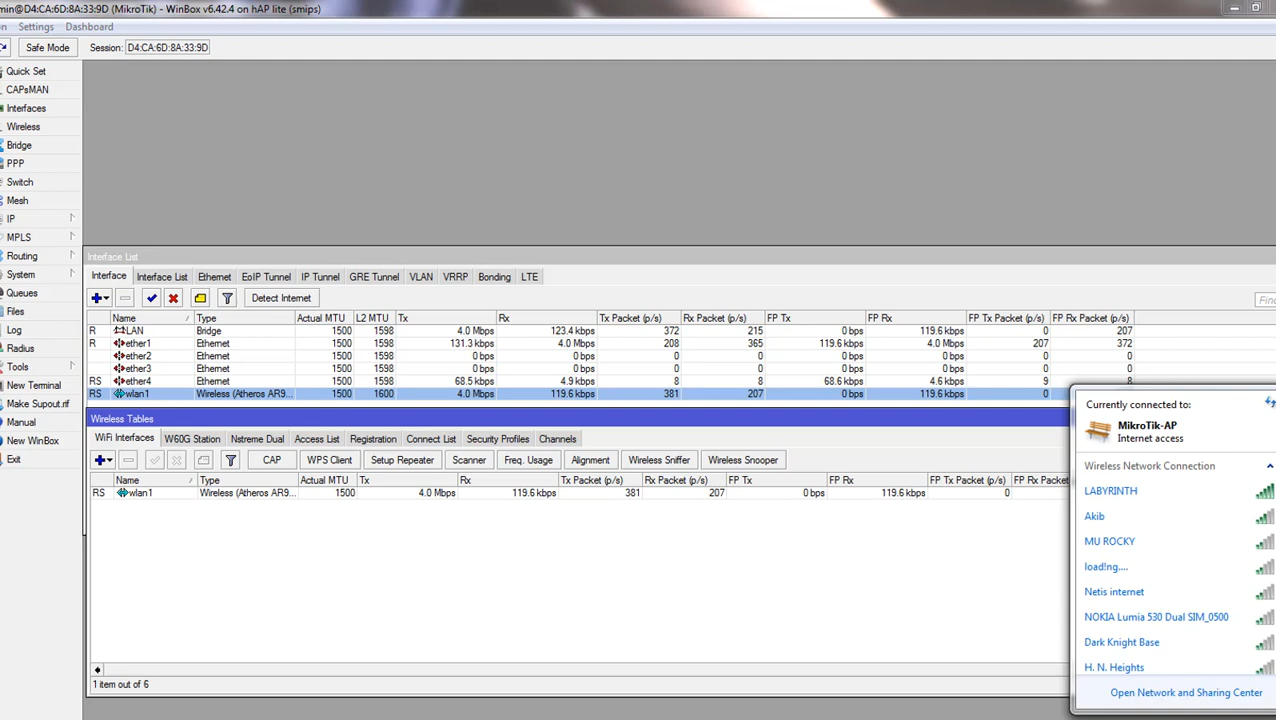 min@D4:CA:6D:8A:33:9D (MikroTik) - WinBox v6.42.4 on hAP lite (smips)
Settings Dashboard
Safe Mode Session: D4:CA:6D:8A:33:9D
Quick Set
CAPsMAN
Interfaces
Wireless
Bridge
PPP
Switch
Mesh
IP
MPLS
Routing
System
Queues
Files
Log
Radius
Tools
New Terminal
Make Supout.rif
Manual
New WinBox
Exit
Interface List
Interface Interface List Ethernet EoIP Tunnel IP Tunnel GRE Tunnel VLAN VRRP Bonding LTE
Detect Internet
Name Type Actual MTU L2 MTU Tx Rx Tx Packet (p/s) Rx Packet (p/s) FP Tx FP Rx FP Tx Packet (p/s) FP Rx Packet (p/s)
R LAN Bridge 1500 1598 4.0 Mbps 123.4 kbps 372 215 0 bps 119.6 kbps 0 207
R ether1 Ethernet 1500 1598 131.3 kbps 4.0 Mbps 208 365 119.6 kbps 4.0 Mbps 207 372
ether2 Ethernet 1500 1598 0 bps 0 bps 0 0 0 bps 0 bps 0 0
ether3 Ethernet 1500 1598 0 bps 0 bps 0 0 0 bps 0 bps 0 0
RS ether4 Ethernet 1500 1598 68.5 kbps 4.9 kbps 8 8 68.6 kbps 4.6 kbps 9 8
RS wlan1 Wireless (Atheros AR9... 1500 1600 4.0 Mbps 119.6 kbps 381 207 0 bps 119.6 kbps 0
Wireless Tables
WiFi Interfaces W60G Station Nstreme Dual Access List Registration Connect List Security Profiles Channels
CAP WPS Client Setup Repeater Scanner Freq. Usage Alignment Wireless Sniffer Wireless Snooper
Name Type Actual MTU Tx Rx Tx Packet (p/s) Rx Packet (p/s) FP Tx FP Rx FP Tx Packet (p/s) FP Rx Packet
RS wlan1 Wireless (Atheros AR9... 1500 4.0 Mbps 119.6 kbps 381 207 0 bps 119.6 kbps 0
1 item out of 6
Currently connected to:
MikroTik-AP
Internet access
Wireless Network Connection
LABYRINTH
Akib
MU ROCKY
load!ng....
Netis internet
NOKIA Lumia 530 Dual SIM_0500
Dark Knight Base
H. N. Heights
Open Network and Sharing Center